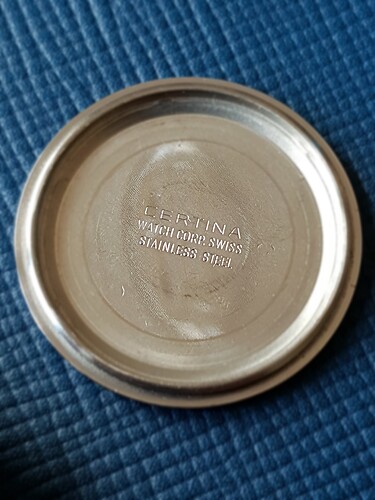 CERTINA
WATCH CORP. SWISS
STAINLESS STEEL